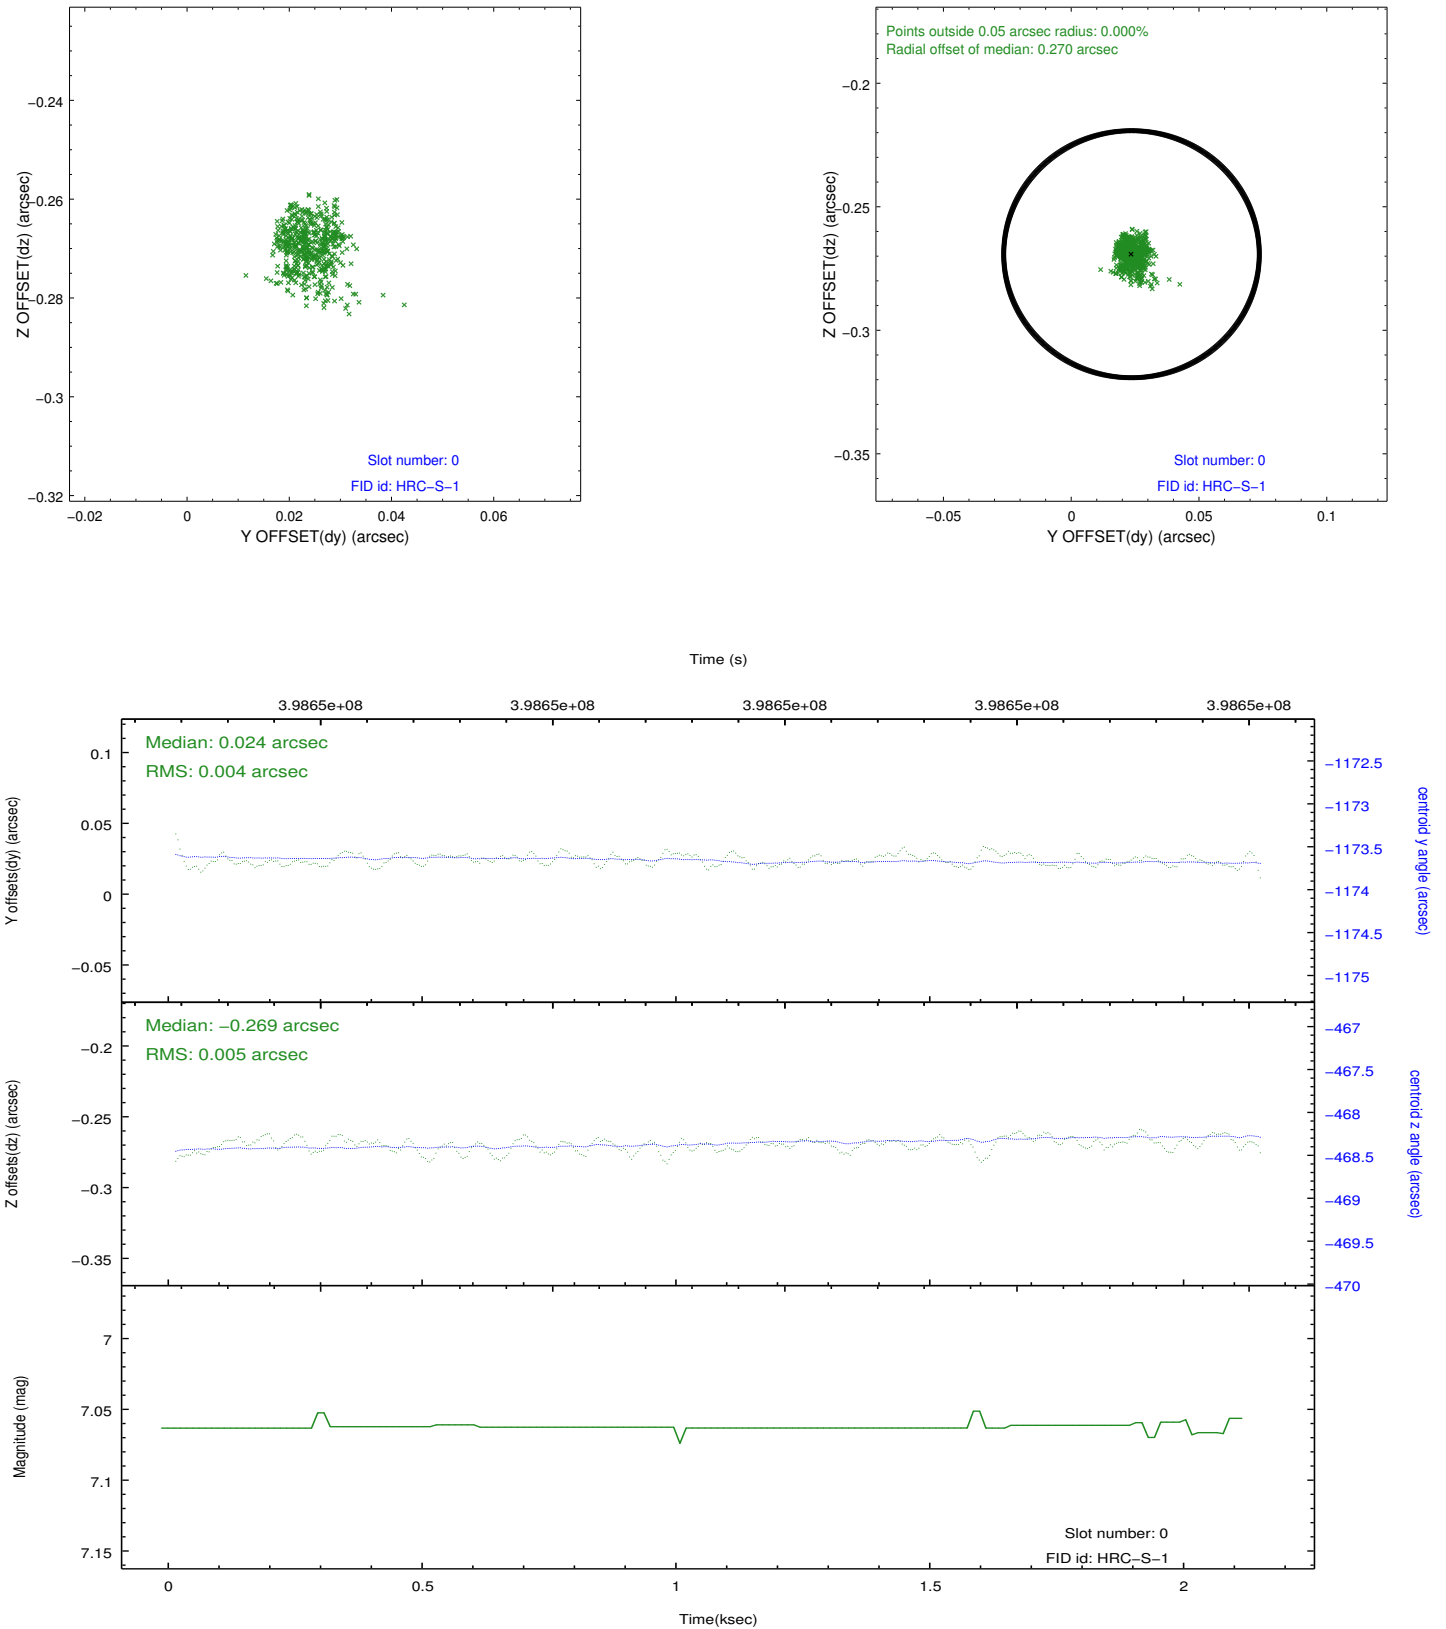 −0.24
−0.26
−0.28
−0.3
−0.32
Z OFFSET(dz) (arcsec)
Slot number: 0
FID id: HRC−S−1
−0.02 0 0.02 0.04 0.06
Y OFFSET(dy) (arcsec)
Points outside 0.05 arcsec radius: 0.000%
Radial offset of median: 0.270 arcsec
−0.2
−0.25
−0.3
−0.35
Z OFFSET(dz) (arcsec)
Slot number: 0
FID id: HRC−S−1
−0.05 0 0.05 0.1
Y OFFSET(dy) (arcsec)
Time (s)
3.9865e+08 3.9865e+08 3.9865e+08 3.9865e+08 3.9865e+08
Median: 0.024 arcsec
RMS: 0.004 arcsec
0.1
0.05
0
−0.05
Y offsets(dy) (arcsec)
−1172.5
−1173
−1173.5
−1174
−1174.5
−1175
centroid y angle (arcsec)
Median: −0.269 arcsec
RMS: 0.005 arcsec
−0.2
−0.25
−0.3
−0.35
Z offsets(dz) (arcsec)
−467
−467.5
−468
−468.5
−469
−469.5
−470
centroid z angle (arcsec)
7
7.05
7.1
7.15
Magnitude (mag)
Slot number: 0
FID id: HRC−S−1
0 0.5 1 1.5 2
Time(ksec)